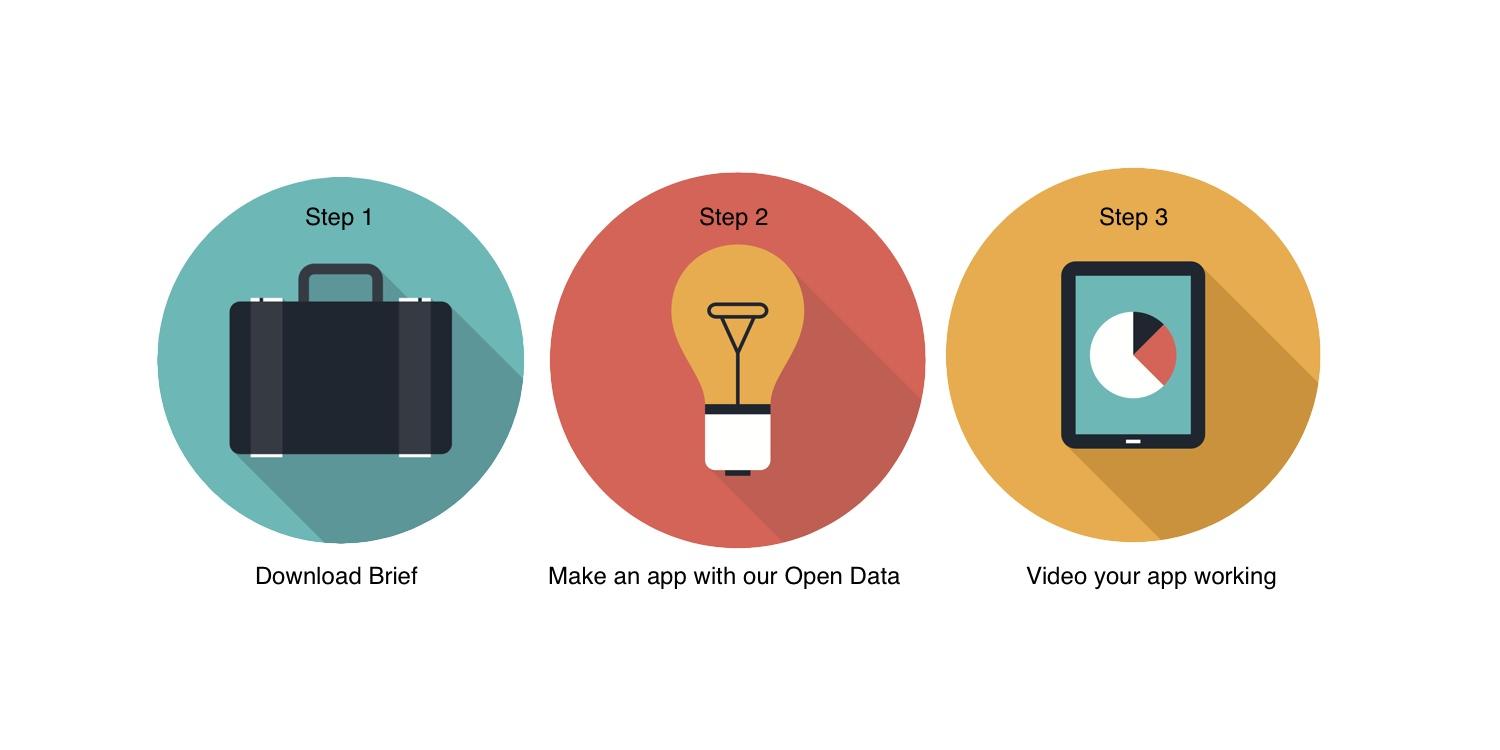 Step 1
Step 2
Step 3
Download Brief
Make an app with our Open Data
Video your app working